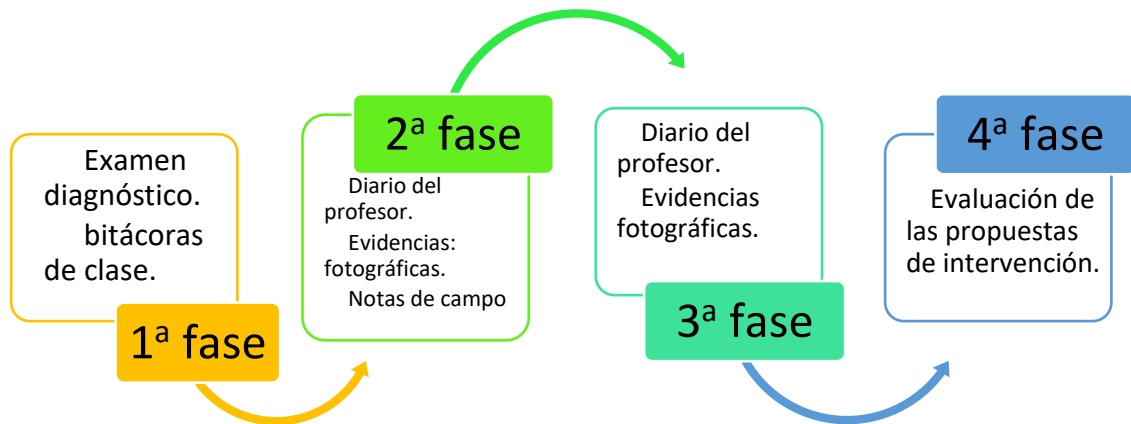 Examen
diagnóstico.
bitácoras
de clase.
1ª fase
2ª fase
Diario del
profesor.
Evidencias:
fotográficas.
Notas de campo
Diario del
profesor.
Evidencias
fotográficas.
3ª fase
4ª fase
Evaluación de
las propuestas
de intervención.